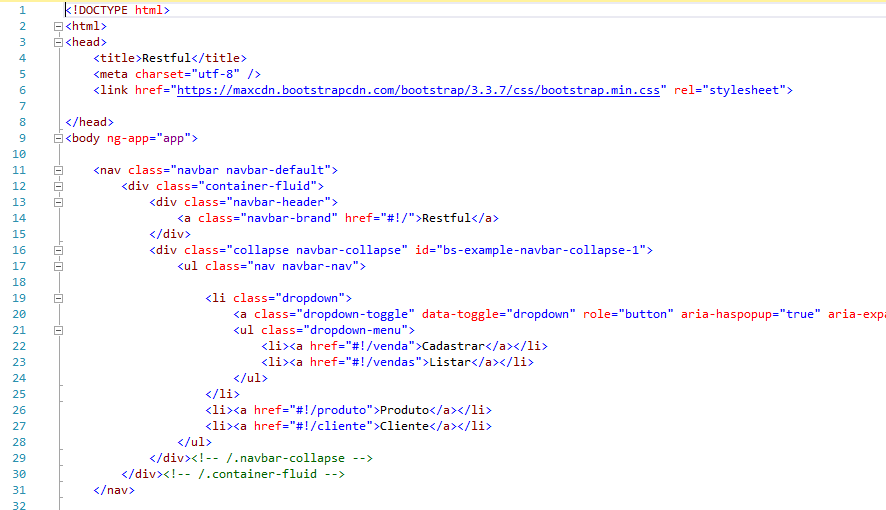 1 <!DOCTYPE html>
2 <html>
3 <head>
4     <title>Restful</title>
5     <meta charset="utf-8" />
6     <link href="https://maxcdn.bootstrapcdn.com/bootstrap/3.3.7/css/bootstrap.min.css" rel="stylesheet">
7
8 </head>
9 <body ng-app="app">
10
11     <nav class="navbar navbar-default">
12         <div class="container-fluid">
13             <div class="navbar-header">
14                 <a class="navbar-brand" href="#!/">Restful</a>
15             </div>
16             <div class="collapse navbar-collapse" id="bs-example-navbar-collapse-1">
17                 <ul class="nav navbar-nav">
18
19                     <li class="dropdown">
20                         <a class="dropdown-toggle" data-toggle="dropdown" role="button" aria-haspopup="true" aria-expa
21                         <ul class="dropdown-menu">
22                             <li><a href="#!/venda">Cadastrar</a></li>
23                             <li><a href="#!/vendas">Listar</a></li>
24                         </ul>
25                     </li>
26                     <li><a href="#!/produto">Produto</a></li>
27                     <li><a href="#!/cliente">Cliente</a></li>
28                 </ul>
29             </div><!-- /.navbar-collapse -->
30         </div><!-- /.container-fluid -->
31     </nav>
32